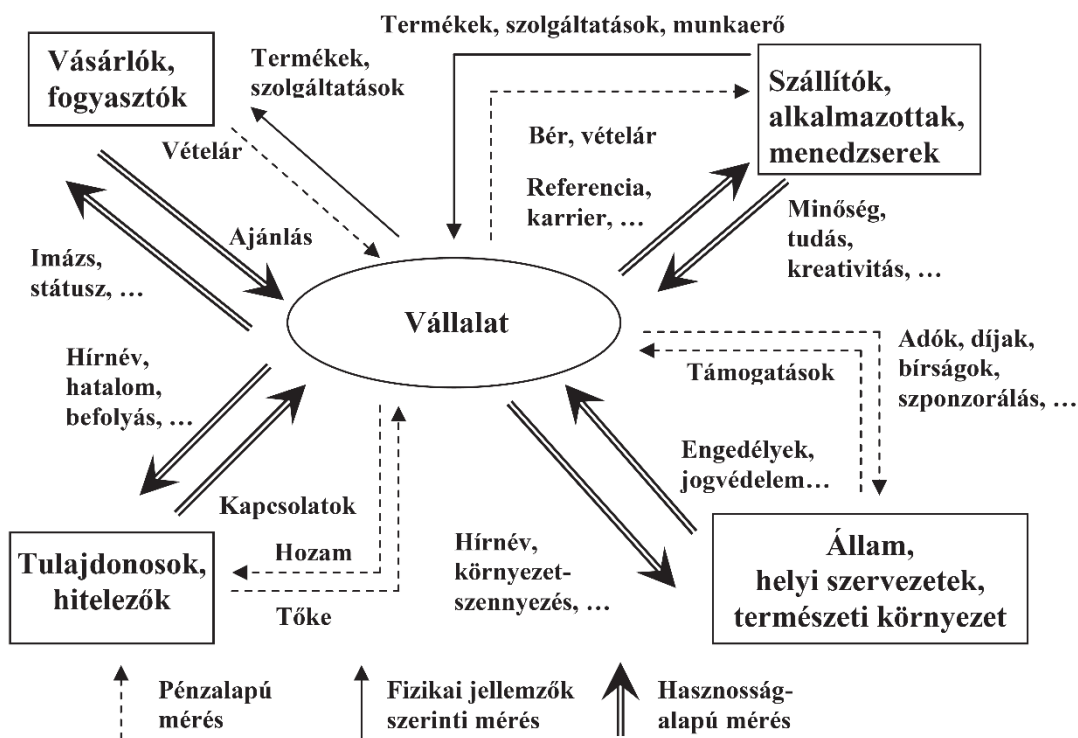 Termékek, szolgáltatások, munkaerő
Vásárlók,
fogyasztók
Termékek,
szolgáltatások
Szállítók,
alkalmazottak,
menedzserek
Vételár
Bér, vételár
Referencia,
karrier, …
Ajánlás
Minőség,
tudás,
kreativitás, …
Imázs,
státusz, …
Vállalat
Hírnév,
hatalom,
befolyás, …
Támogatások
Adók, díjak,
bírságok,
szponzorálás, …
Engedélyek,
jogvédelem…
Kapcsolatok
Tulajdonosok,
hitelezők
Hozam
Tőke
Hírnév,
környezet-
szennyezés, …
Állam,
helyi szervezetek,
természeti környezet
Pénzalapú
mérés
Fizikai jellemzők
szerinti mérés
Hasznosság-
alapú mérés